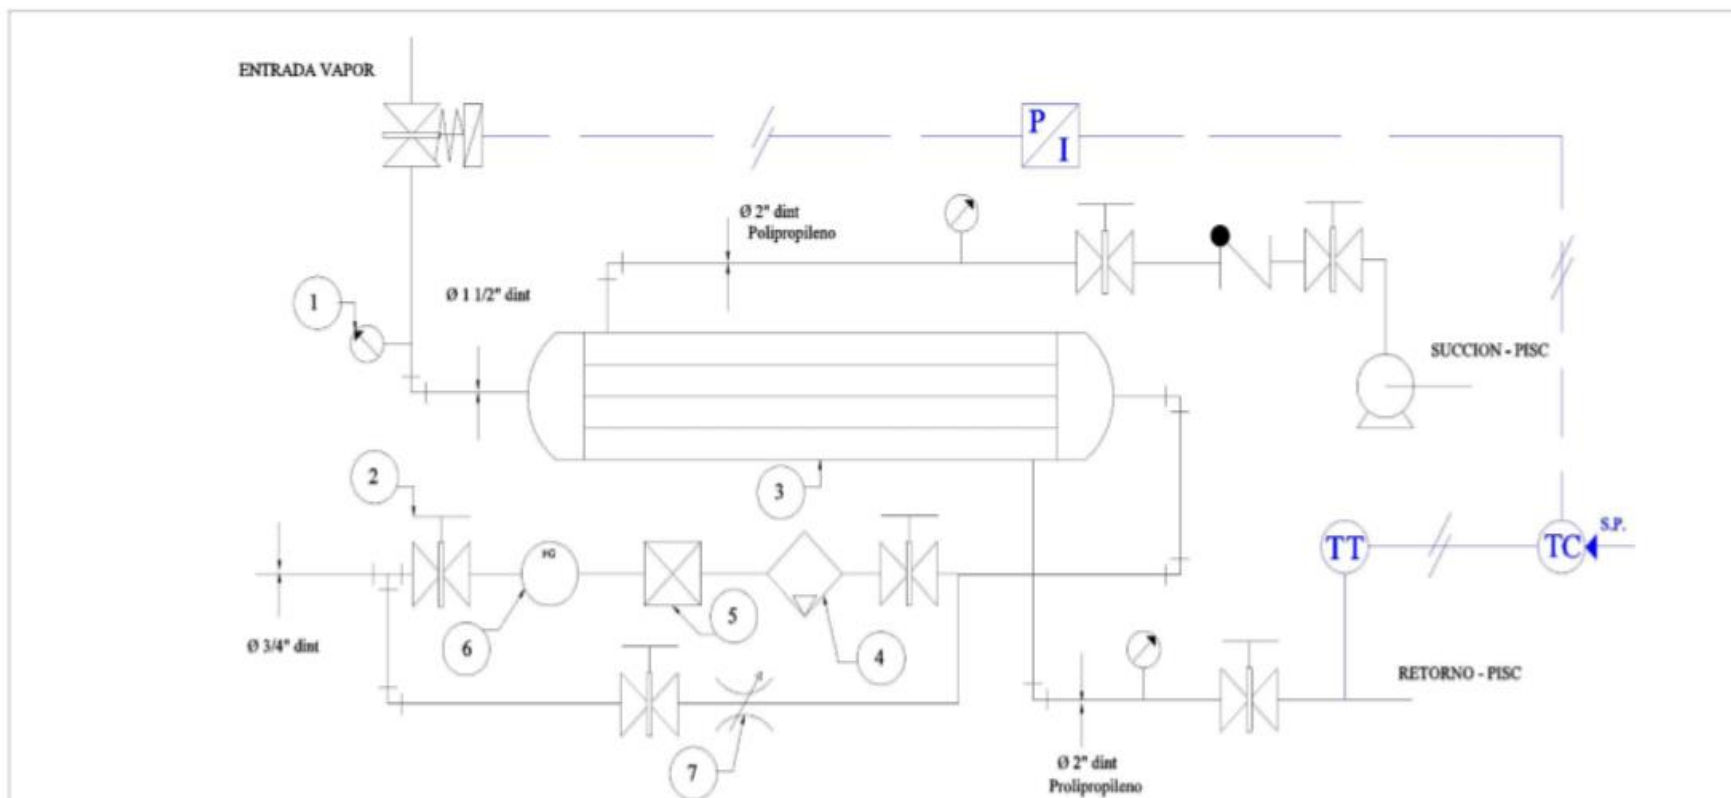 ENTRADA VAPOR
P
I
Ø 2" dint
Polipropileno
1
Ø 1 1/2" dint
SUCCION - PISC
2
3
TT
TC
S.P.
5
6
4
Ø 3/4" dint
RETORNO - PISC
7
Ø 2" dint
Prolipropileno